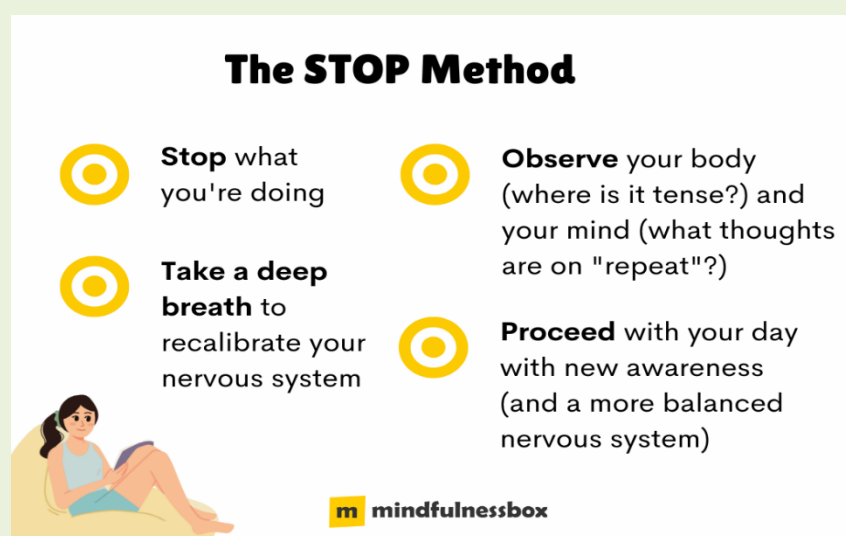 The STOP Method
Stop what
you're doing
Take a deep
breath to
recalibrate your
nervous system
Observe your body
(where is it tense?) and
your mind (what thoughts
are on "repeat"?)
Proceed with your day
with new awareness
(and a more balanced
nervous system)
m mindfulnessbox